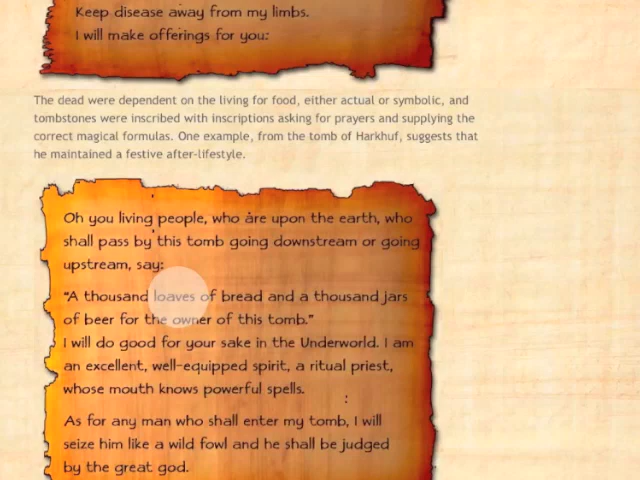 Keep disease away from my limbs.
I will make offerings for you:
The dead were dependent on the living for food, either actual or symbolic, and
tombstones were inscribed with inscriptions asking for prayers and supplying the
correct magical formulas. One example, from the tomb of Harkhuf, suggests that
he maintained a festive after-lifestyle.
Oh you living people, who are upon the earth, who
shall pass by this tomb going downstream or going
upstream, say:
“A thousand loaves of bread and a thousand jars
of beer for the owner of this tomb.”
I will do good for your sake in the Underworld. I am
an excellent, well-equipped spirit, a ritual priest,
whose mouth knows powerful spells.
As for any man who shall enter my tomb, I will
seize him like a wild fowl and he shall be judged
by the great god.